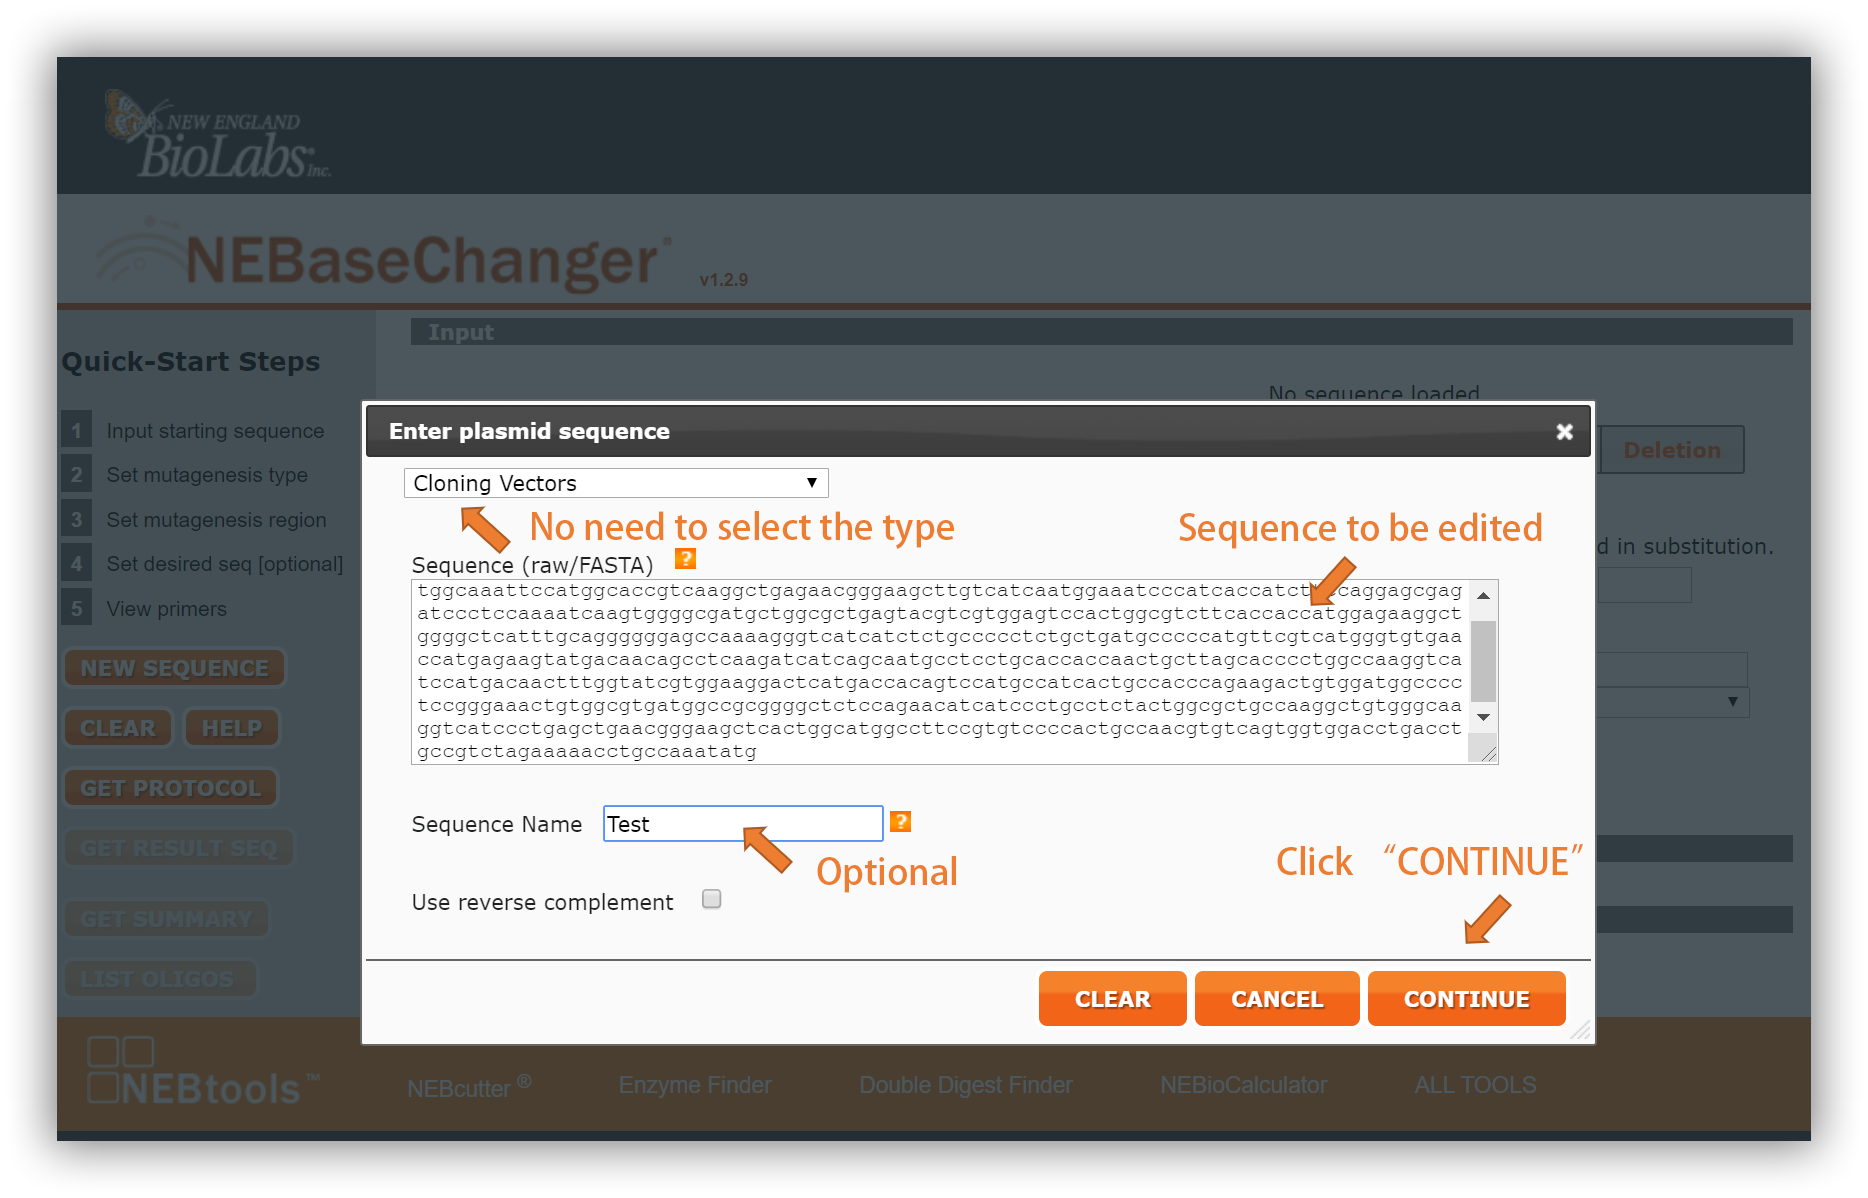 NEW ENGLAND
BioLabs® Inc.
NEBaseChanger® v1.2.9
Input
Quick-Start Steps
No sequence loaded
1 Input starting sequence
2 Set mutagenesis type
3 Set mutagenesis region
4 Set desired seq [optional]
5 View primers
NEW SEQUENCE
CLEAR HELP
GET PROTOCOL
GET RESULT SEQ
GET SUMMARY
LIST OLIGOS
Deletion
d in substitution.
Enter plasmid sequence
Cloning Vectors
No need to select the type
Sequence to be edited
Sequence (raw/FASTA) ?
tggcaaattccatggcaccgtcaaggctgagaacgggaagcttgtcatcaatggaaatcccatcaccatct caggagcgag
atccctccaaaatcaagtggggcgatgctggcgctgagtacgtcgtggagtccactggcgtcttcaccaccatggagaaggct
ggggctcatttgcaggggggagccaaaagggtcatcatctctgccccctctgctgatgcccccatgttcgtcatgggtgtgaa
ccatgagaagtatgacaacagcctcaagatcatcagcaatgcctcctgcaccaccaactgcttagcacccctggccaaggtca
tccatgacaactttggtatcgtggaaggactcatgaccacagtccatgccatcactgccacccagaagactgtggatggcccc
tccgggaaactgtggcgtgatggccgcggggctctccagaacatcatccctgcctctactggcgctgccaaggctgtgggcaa
ggtcatccctgagctgaacgggaagctcactggcatggccttccgtgtccccactgccaacgtgtcagtggtggacctgacct
gccgtctagaaaaacctgccaaatatg
Sequence Name Test ?
Optional
Click “CONTINUE”
Use reverse complement
CLEAR CANCEL CONTINUE
NEBtools™ NEBcutter® Enzyme Finder Double Digest Finder NEBioCalculator ALL TOOLS